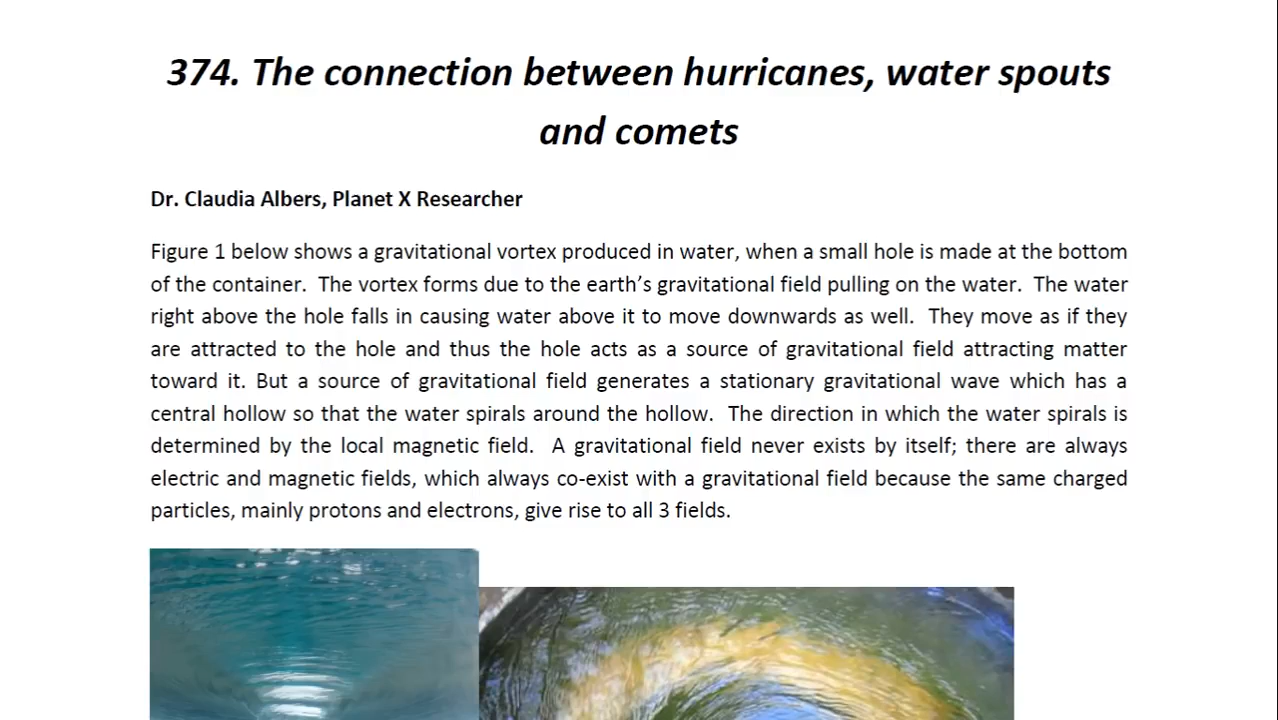 374. The connection between hurricanes, water spouts
and comets
Dr. Claudia Albers, Planet X Researcher
Figure 1 below shows a gravitational vortex produced in water, when a small hole is made at the bottom
of the container.  The vortex forms due to the earth’s gravitational field pulling on the water.  The water
right above the hole falls in causing water above it to move downwards as well.  They move as if they
are attracted to the hole and thus the hole acts as a source of gravitational field attracting matter
toward it. But a source of gravitational field generates a stationary gravitational wave which has a
central hollow so that the water spirals around the hollow.  The direction in which the water spirals is
determined by the local magnetic field.  A gravitational field never exists by itself; there are always
electric and magnetic fields, which always co-exist with a gravitational field because the same charged
particles, mainly protons and electrons, give rise to all 3 fields.